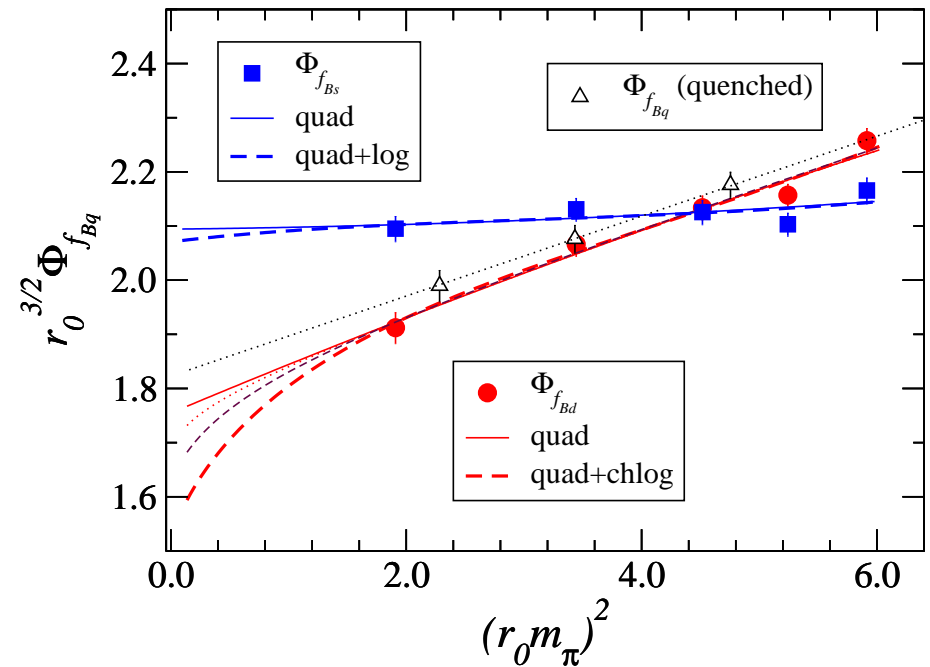 2.4
2.2
2.0
1.8
1.6
r_0^{3/2} Φ_{f_{Bq}}
Φ_{f_{Bs}}
quad
quad+log
Φ_{f_{Bq}} (quenched)
Φ_{f_{Bd}}
quad
quad+chlog
0.0 2.0 4.0 6.0
(r_0 m_π)^2